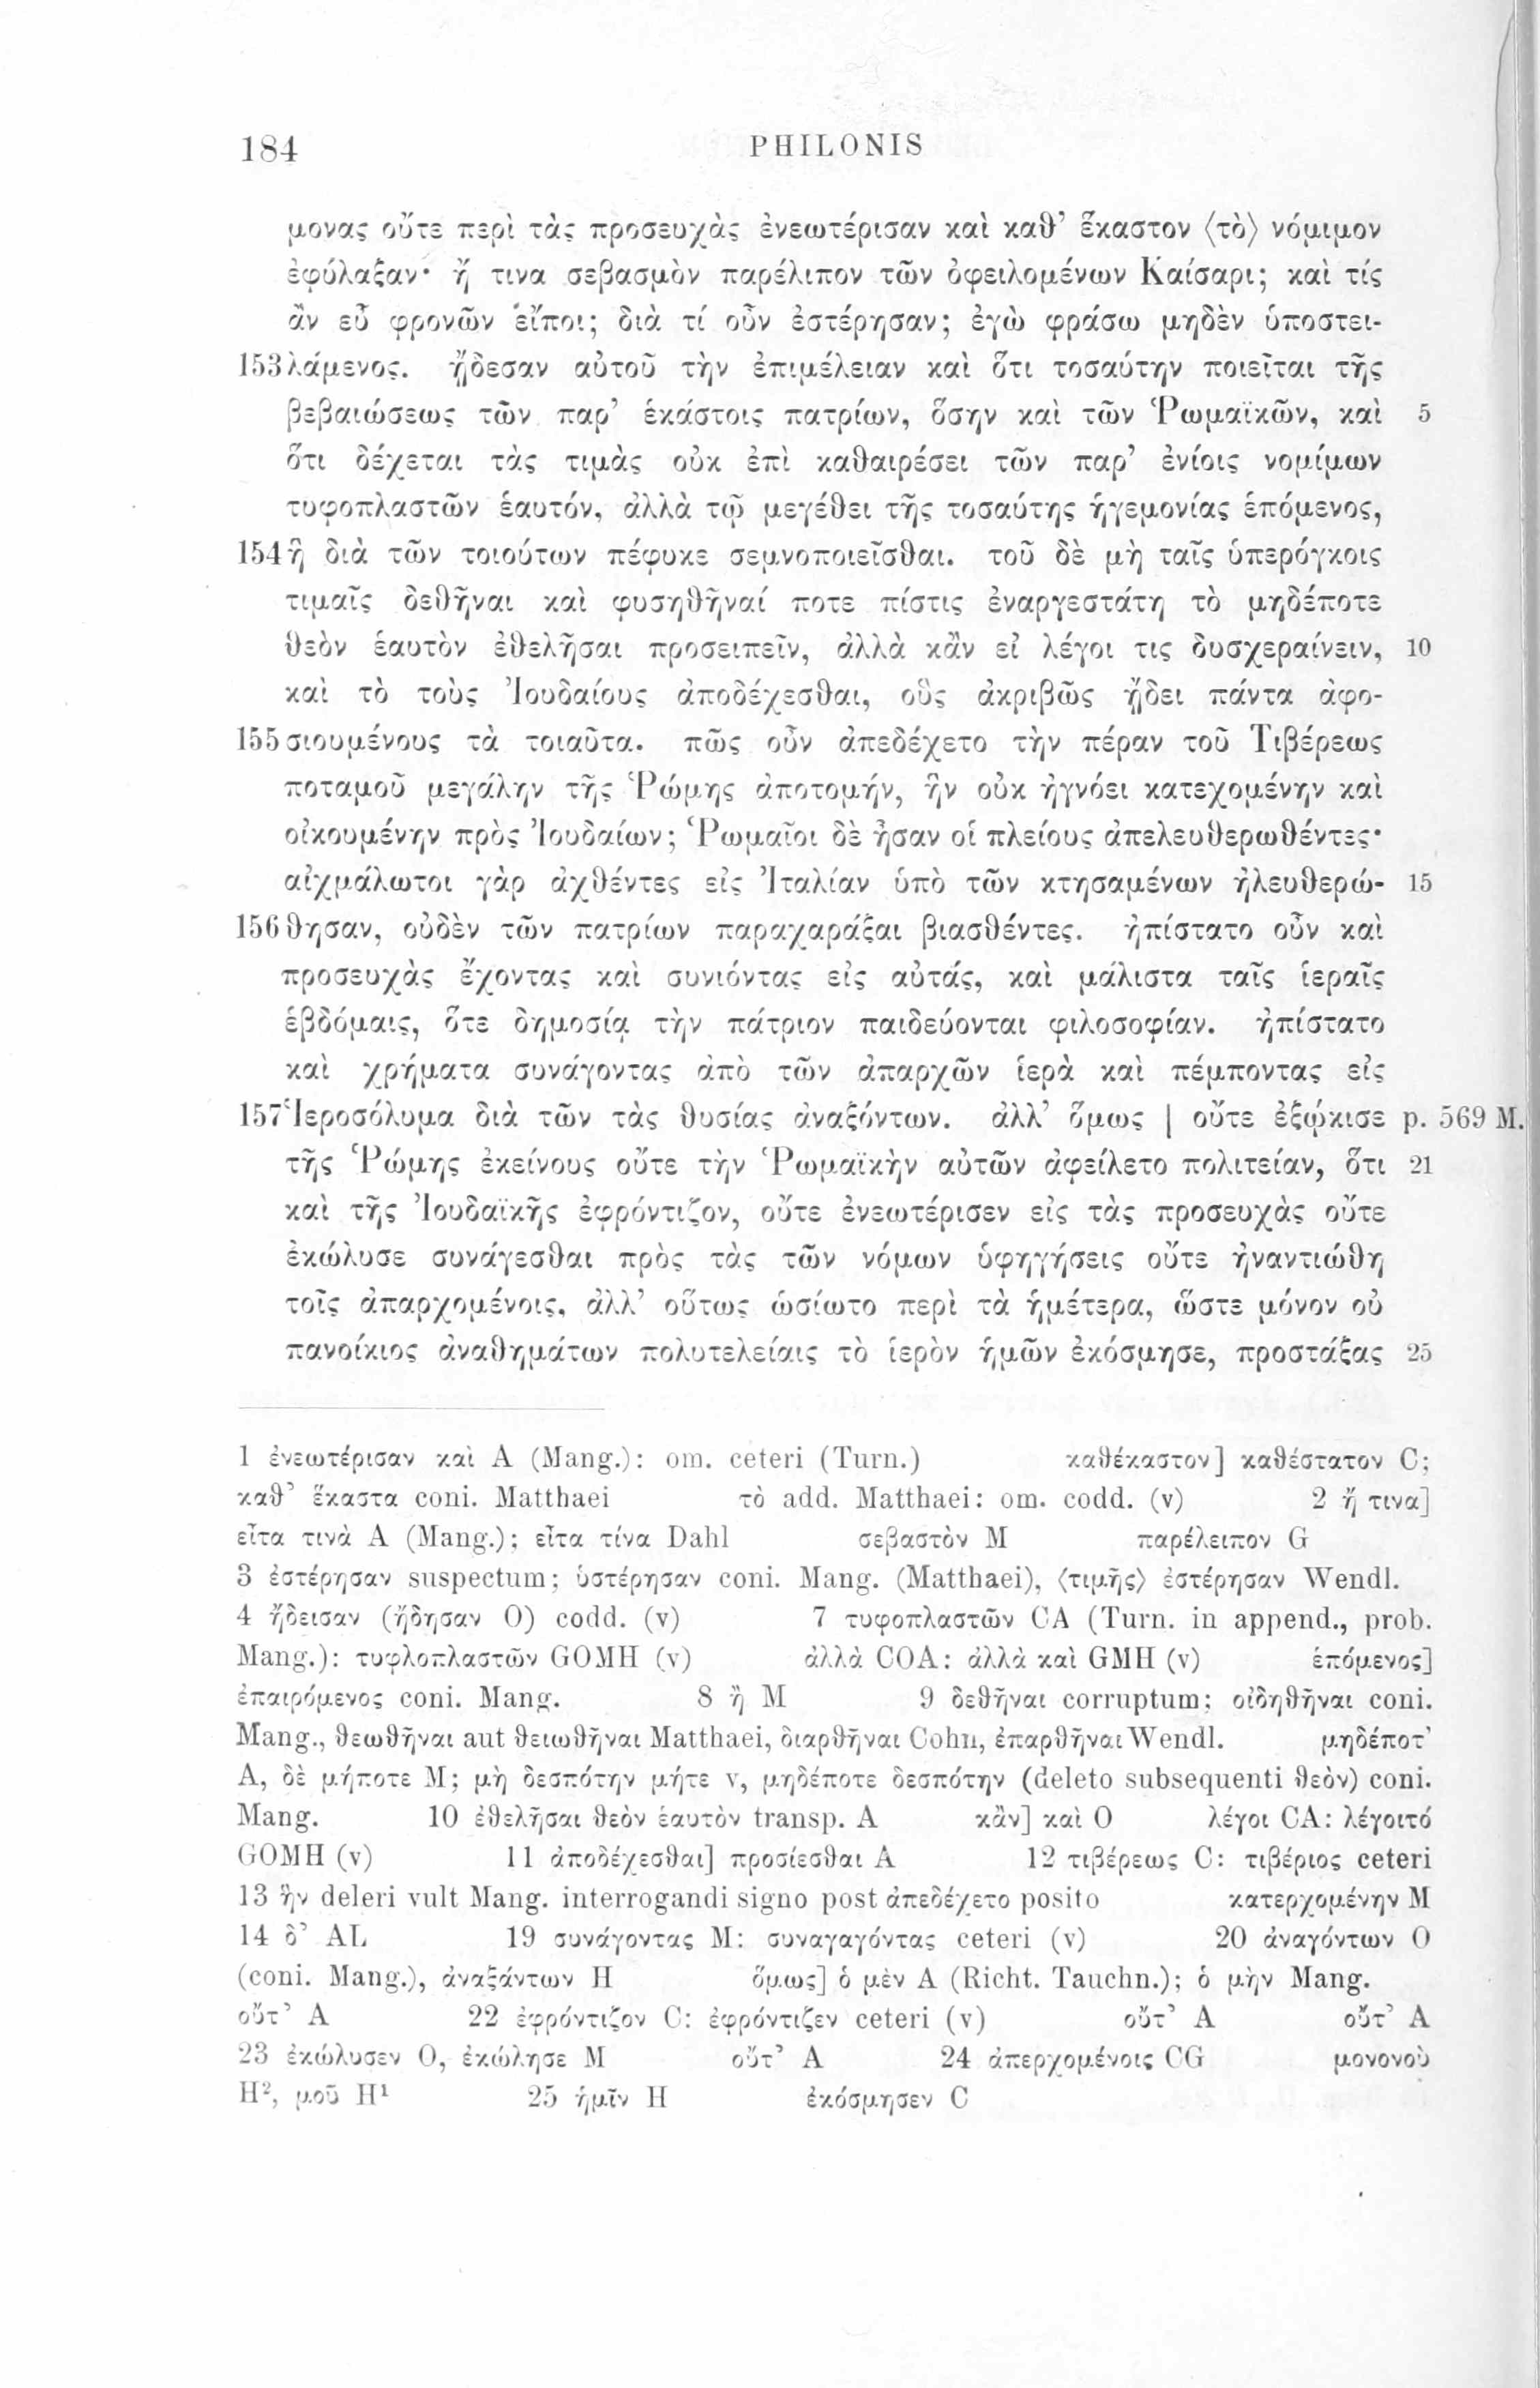 184 PHILONIS
μονας οὔτε περὶ τὰς προσευχὰς ἐνεωτέρισαν καὶ καθ’ ἕκαστον ⟨τὸ⟩ νόμιμον
ἐφύλαξαν· ἤ τινα σεβασμὸν παρέλιπον τῶν ὀφειλομένων Καίσαρι; καὶ τίς
ἂν εὖ φρονῶν εἴποι; διὰ τί οὖν ἐστέρησαν; ἐγὼ φράσω μηδὲν ὑποστει-
153 λάμενος. ᾔδεσαν αὐτοῦ τὴν ἐπιμέλειαν καὶ ὅτι τοσαύτην ποιεῖται τῆς
βεβαιώσεως τῶν παρ’ ἑκάστοις πατρίων, ὅσην καὶ τῶν Ῥωμαϊκῶν, καὶ 5
ὅτι δέχεται τὰς τιμὰς οὐκ ἐπὶ καθαιρέσει τῶν παρ’ ἐνίοις νομίμων
τυφοπλαστῶν ἑαυτόν, ἀλλὰ τῷ μεγέθει τῆς τοσαύτης ἡγεμονίας ἑπόμενος,
154 ἣ διὰ τῶν τοιούτων πέφυκε σεμνοποιεῖσθαι. τοῦ δὲ μὴ ταῖς ὑπερόγκοις
τιμαῖς δεθῆναι καὶ φυσηθῆναί ποτε πίστις ἐναργεστάτη τὸ μηδέποτε
θεὸν ἑαυτὸν ἐθελῆσαι προσειπεῖν, ἀλλὰ κἂν εἰ λέγοι τις δυσχεραίνειν, 10
καὶ τὸ τοὺς Ἰουδαίους ἀποδέχεσθαι, οὓς ἀκριβῶς ᾔδει πάντα ἀφο-
155 σιουμένους τὰ τοιαῦτα. πῶς οὖν ἀπεδέχετο τὴν πέραν τοῦ Τιβέρεως
ποταμοῦ μεγάλην τῆς Ῥώμης ἀποτομήν, ἣν οὐκ ἠγνόει κατεχομένην καὶ
οἰκουμένην πρὸς Ἰουδαίων; Ῥωμαῖοι δὲ ἦσαν οἱ πλείους ἀπελευθερωθέντες·
αἰχμάλωτοι γὰρ ἀχθέντες εἰς Ἰταλίαν ὑπὸ τῶν κτησαμένων ἠλευθερώ- 15
156 θησαν, οὐδὲν τῶν πατρίων παραχαράξαι βιασθέντες. ἠπίστατο οὖν καὶ
προσευχὰς ἔχοντας καὶ συνιόντας εἰς αὐτάς, καὶ μάλιστα ταῖς ἱεραῖς
ἑβδόμαις, ὅτε δημοσίᾳ τὴν πάτριον παιδεύονται φιλοσοφίαν. ἠπίστατο
καὶ χρήματα συνάγοντας ἀπὸ τῶν ἀπαρχῶν ἱερὰ καὶ πέμποντας εἰς
157 Ἱεροσόλυμα διὰ τῶν τὰς θυσίας ἀναξόντων. ἀλλ’ ὅμως | οὔτε ἐξῴκισε p. 569 M.
τῆς Ῥώμης ἐκείνους οὔτε τὴν Ῥωμαϊκὴν αὐτῶν ἀφείλετο πολιτείαν, ὅτι 21
καὶ τῆς Ἰουδαϊκῆς ἐφρόντιζον, οὔτε ἐνεωτέρισεν εἰς τὰς προσευχὰς οὔτε
ἐκώλυσε συνάγεσθαι πρὸς τὰς τῶν νόμων ὑφηγήσεις οὔτε ἠναντιώθη
τοῖς ἀπαρχομένοις, ἀλλ’ οὕτως ὡσίωτο περὶ τὰ ἡμέτερα, ὥστε μόνον οὐ
πανοίκιος ἀναθημάτων πολυτελείαις τὸ ἱερὸν ἡμῶν ἐκόσμησε, προστάξας 25
1 ἐνεωτέρισαν καὶ A (Mang.): om. ceteri (Turn.) καθέκαστον] καθέστατον C;
καθ’ ἕκαστα coni. Matthaei τὸ add. Matthaei: om. codd. (v) 2 ἤ τινα]
εἶτα τινὰ A (Mang.); εἶτα τίνα Dahl σεβαστὸν M παρέλειπον G
3 ἐστέρησαν suspectum; ὑστέρησαν coni. Mang. (Matthaei), ⟨τιμῆς⟩ ἐστέρησαν Wendl.
4 ᾔδεισαν (ᾔδησαν O) codd. (v) 7 τυφοπλαστῶν CA (Turn. in append., prob.
Mang.): τυφλοπλαστῶν GOMH (v) ἀλλὰ COA: ἀλλὰ καὶ GMH (v) ἑπόμενος]
ἐπαιρόμενος coni. Mang. 8 ἢ M 9 δεθῆναι corruptum; οἰδηθῆναι coni.
Mang., θεωθῆναι aut θειωθῆναι Matthaei, διαρθῆναι Cohn, ἐπαρθῆναι Wendl. μηδέποτ’
A, δὲ μήποτε M; μὴ δεσπότην μήτε v, μηδέποτε δεσπότην (deleto subsequenti θεὸν) coni.
Mang. 10 ἐθελῆσαι θεὸν ἑαυτὸν transp. A κἂν] καὶ O λέγοι CA: λέγοιτό
GOMH (v) 11 ἀποδέχεσθαι] προσίεσθαι A 12 τιβέρεως C: τιβέριος ceteri
13 ἣν deleri vult Mang. interrogandi signo post ἀπεδέχετο posito κατερχομένην M
14 δ’ AL 19 συνάγοντας M: συναγαγόντας ceteri (v) 20 ἀναγόντων O
(coni. Mang.), ἀναξάντων H ὅμως] ὁ μὲν A (Richt. Tauchn.); ὁ μὴν Mang.
οὔτ’ A 22 ἐφρόντιζον C: ἐφρόντιζεν ceteri (v) οὔτ’ A οὔτ’ A
23 ἐκώλυσεν O, ἐκώλησε M οὔτ’ A 24 ἀπερχομένοις CG μονονοὺ
H², μοῦ H¹ 25 ἡμῖν H ἐκόσμησεν C